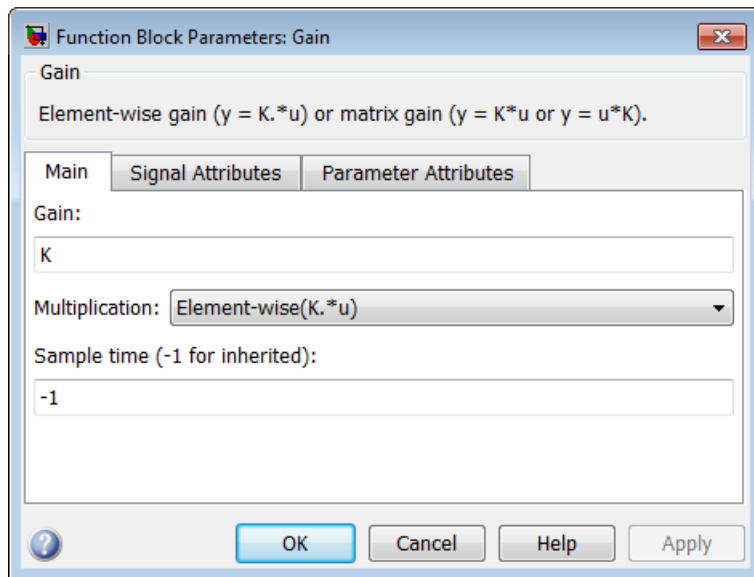 Function Block Parameters: Gain
Gain
Element-wise gain (y = K.*u) or matrix gain (y = K*u or y = u*K).
Main Signal Attributes Parameter Attributes
Gain:
K
Multiplication: Element-wise(K.*u)
Sample time (-1 for inherited):
-1
? OK Cancel Help Apply